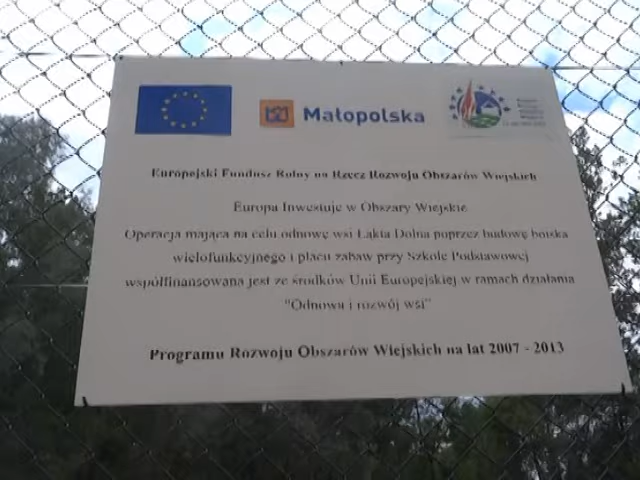 Małopolska
Europejski Fundusz Rolny na Rzecz Rozwoju Obszarów Wiejskich
Europa Inwestuje w Obszary Wiejskie
Operacja mająca na celu odnowę wsi Łąkta Dolna poprzez budowę boiska
wielofunkcyjnego i placu zabaw przy Szkole Podstawowej
współfinansowana jest ze środków Unii Europejskiej w ramach działania
"Odnowa i rozwój wsi"
Programu Rozwoju Obszarów Wiejskich na lat 2007 - 2013